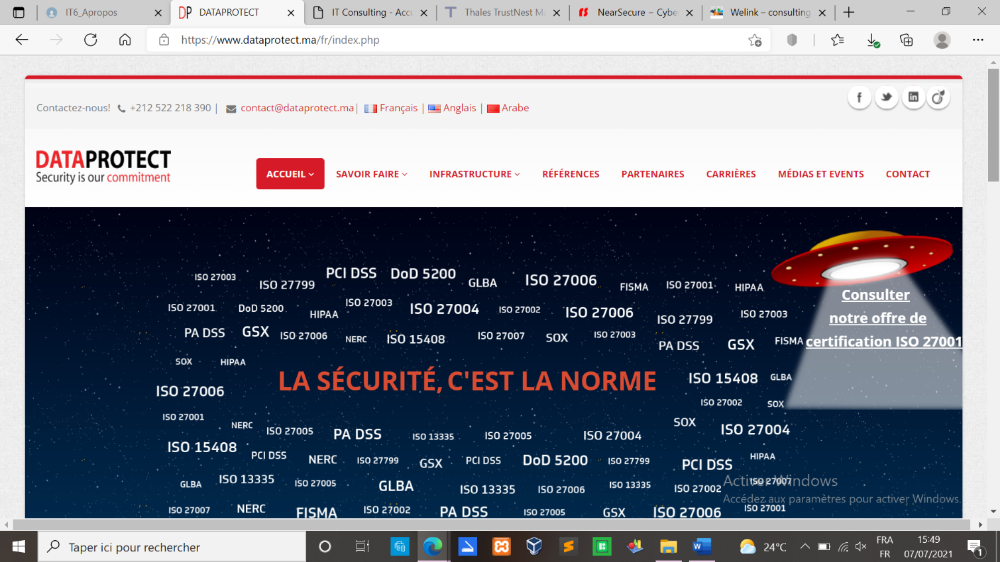 IT6_Apropos
DATAPROTECT
IT Consulting - Accu
Thales TrustNest Ma
NearSecure – Cyber
Welink – consulting
https://www.dataprotect.ma/fr/index.php
Contactez-nous! +212 522 218 390 | contact@dataprotect.ma| Français | Anglais | Arabe
DATAPROTECT
Security is our commitment
ACCUEIL SAVOIR FAIRE INFRASTRUCTURE RÉFÉRENCES PARTENAIRES CARRIÈRES MÉDIAS ET EVENTS CONTACT
ISO 27003 ISO 27799 PCI DSS DoD 5200 GLBA ISO 27006 FISMA ISO 27001 HIPAA
Consulter
notre offre de
certification ISO 27001
ISO 27001 DoD 5200 HIPAA ISO 27003 ISO 27004 ISO 27002 ISO 27006 ISO 27799 ISO 27003
PA DSS GSX ISO 27006 NERC ISO 15408 ISO 27007 SOX ISO 27003 PA DSS GSX FISMA
SOX HIPAA
LA SÉCURITÉ, C'EST LA NORME
ISO 15408 GLBA
ISO 27006 ISO 27002 SOX
ISO 27001 NERC ISO 27005 PA DSS ISO 13335 ISO 27005 ISO 27004 SOX ISO 27004
ISO 15408 PCI DSS NERC ISO 27799 GSX PCI DSS DoD 5200 ISO 27799 PCI DSS HIPAA
GLBA ISO 13335 ISO 27005 GLBA ISO 13335 ISO 27006 ISO 13335 ISO 27002 ISO 27007
ISO 27007 NERC FISMA ISO 27002 PA DSS ISO 27005 GSX ISO 27006 ISO 27001
Activer Windows
Accédez aux paramètres pour activer Windows.
Taper ici pour rechercher
24°C
FRA
FR
15:49
07/07/2021
1